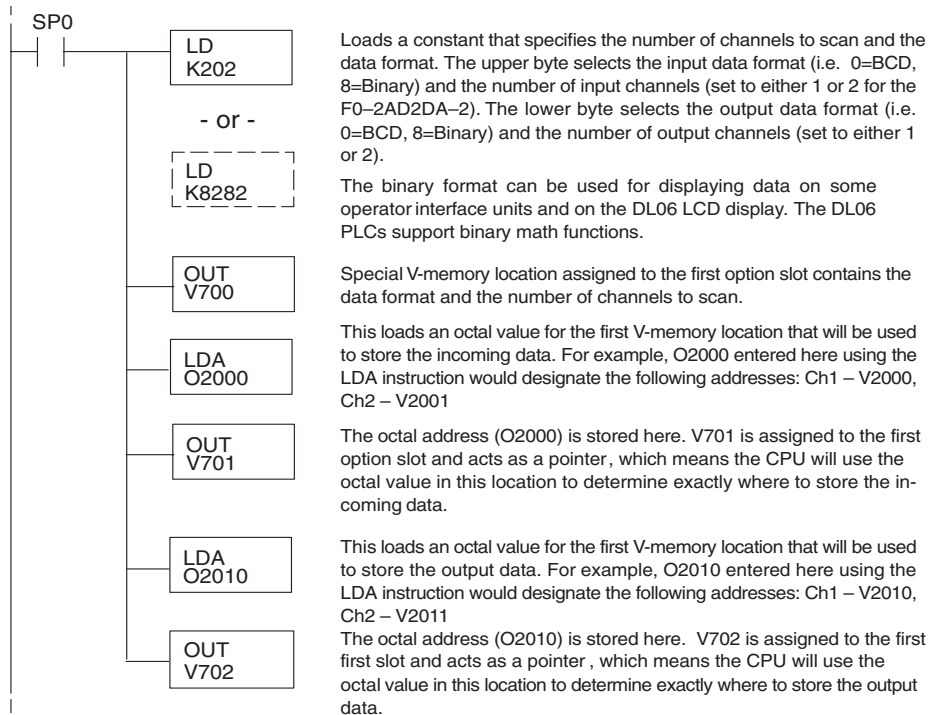 SP0
LD
K202
Loads a constant that specifies the number of channels to scan and the
data format. The upper byte selects the input data format (i.e. 0=BCD,
8=Binary) and the number of input channels (set to either 1 or 2 for the
F0–2AD2DA–2). The lower byte selects the output data format (i.e.
0=BCD, 8=Binary) and the number of output channels (set to either 1
or 2).
- or -
LD
K8282
The binary format can be used for displaying data on some
operator interface units and on the DL06 LCD display. The DL06
PLCs support binary math functions.
OUT
V700
Special V-memory location assigned to the first option slot contains the
data format and the number of channels to scan.
LDA
O2000
This loads an octal value for the first V-memory location that will be used
to store the incoming data. For example, O2000 entered here using the
LDA instruction would designate the following addresses: Ch1 – V2000,
Ch2 – V2001
OUT
V701
The octal address (O2000) is stored here. V701 is assigned to the first
option slot and acts as a pointer, which means the CPU will use the
octal value in this location to determine exactly where to store the in-
coming data.
LDA
O2010
This loads an octal value for the first V-memory location that will be used
to store the output data. For example, O2010 entered here using the
LDA instruction would designate the following addresses: Ch1 – V2010,
Ch2 – V2011
OUT
V702
The octal address (O2010) is stored here. V702 is assigned to the first
first slot and acts as a pointer , which means the CPU will use the
octal value in this location to determine exactly where to store the output
data.